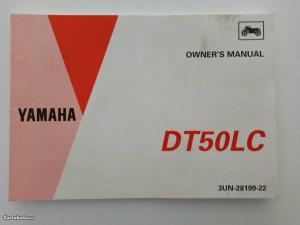 OWNER'S MANUAL
YAMAHA
DT50LC
3UN-28199-22